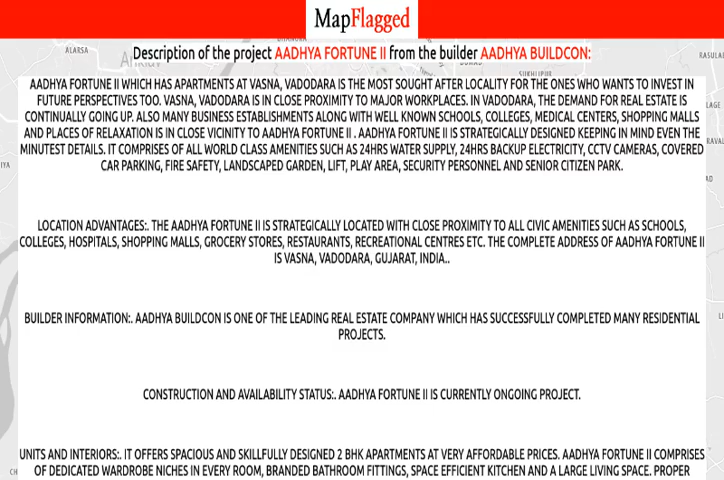 MapFlagged
Description of the project AADHYA FORTUNE II from the builder AADHYA BUILDCON:
ALARSA
Anklav
SUKHLIPUR
RASULA
AADHYA FORTUNE II WHICH HAS APARTMENTS AT VASNA, VADODARA IS THE MOST SOUGHT AFTER LOCALITY FOR THE ONES WHO WANTS TO INVEST IN
FUTURE PERSPECTIVES TOO. VASNA, VADODARA IS IN CLOSE PROXIMITY TO MAJOR WORKPLACES. IN VADODARA, THE DEMAND FOR REAL ESTATE IS
CONTINUALLY GOING UP. ALSO MANY BUSINESS ESTABLISHMENTS ALONG WITH WELL KNOWN SCHOOLS, COLLEGES, MEDICAL CENTERS, SHOPPING MALLS
AND PLACES OF RELAXATION IS IN CLOSE VICINITY TO AADHYA FORTUNE II . AADHYA FORTUNE II IS STRATEGICALLY DESIGNED KEEPING IN MIND EVEN THE
MINUTEST DETAILS. IT COMPRISES OF ALL WORLD CLASS AMENITIES SUCH AS 24HRS WATER SUPPLY, 24HRS BACKUP ELECTRICITY, CCTV CAMERAS, COVERED
CAR PARKING, FIRE SAFETY, LANDSCAPED GARDEN, LIFT, PLAY AREA, SECURITY PERSONNEL AND SENIOR CITIZEN PARK.
LOCATION ADVANTAGES:. THE AADHYA FORTUNE II IS STRATEGICALLY LOCATED WITH CLOSE PROXIMITY TO ALL CIVIC AMENITIES SUCH AS SCHOOLS,
COLLEGES, HOSPITALS, SHOPPING MALLS, GROCERY STORES, RESTAURANTS, RECREATIONAL CENTRES ETC. THE COMPLETE ADDRESS OF AADHYA FORTUNE II
IS VASNA, VADODARA, GUJARAT, INDIA..
BUILDER INFORMATION:. AADHYA BUILDCON IS ONE OF THE LEADING REAL ESTATE COMPANY WHICH HAS SUCCESSFULLY COMPLETED MANY RESIDENTIAL
PROJECTS.
CONSTRUCTION AND AVAILABILITY STATUS:. AADHYA FORTUNE II IS CURRENTLY ONGOING PROJECT.
UNITS AND INTERIORS:. IT OFFERS SPACIOUS AND SKILLFULLY DESIGNED 2 BHK APARTMENTS AT VERY AFFORDABLE PRICES. AADHYA FORTUNE II COMPRISES
OF DEDICATED WARDROBE NICHES IN EVERY ROOM, BRANDED BATHROOM FITTINGS, SPACE EFFICIENT KITCHEN AND A LARGE LIVING SPACE. PROPER